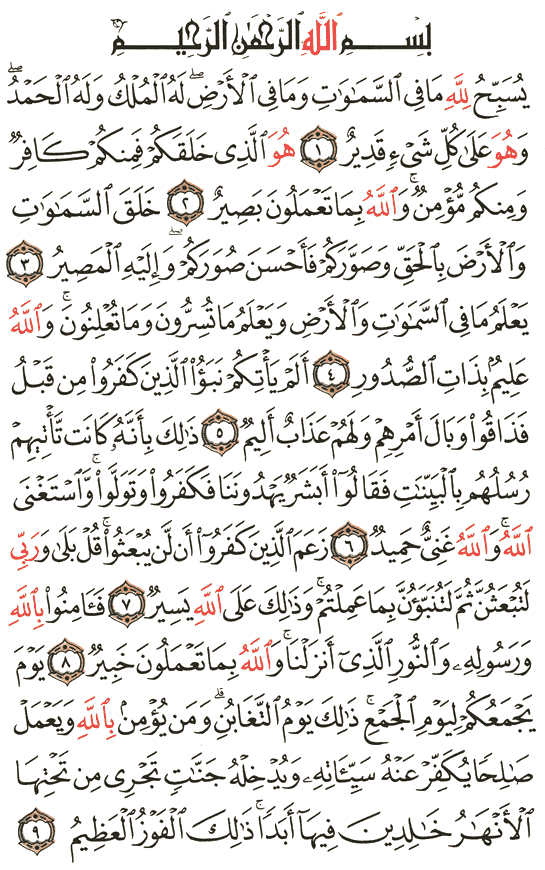 بِسْمِ ٱللَّهِ ٱلرَّحْمَٰنِ ٱلرَّحِيمِ
يُسَبِّحُ لِلَّهِ مَا فِى ٱلسَّمَٰوَٰتِ وَمَا فِى ٱلْأَرْضِ ۖ لَهُ ٱلْمُلْكُ وَلَهُ ٱلْحَمْدُ ۖ
وَهُوَ عَلَىٰ كُلِّ شَىْءٍ قَدِيرٌ ١ هُوَ ٱلَّذِى خَلَقَكُمْ فَمِنكُمْ كَافِرٌ
وَمِنكُم مُّؤْمِنٌ ۚ وَٱللَّهُ بِمَا تَعْمَلُونَ بَصِيرٌ ٢ خَلَقَ ٱلسَّمَٰوَٰتِ
وَٱلْأَرْضَ بِٱلْحَقِّ وَصَوَّرَكُمْ فَأَحْسَنَ صُوَرَكُمْ ۖ وَإِلَيْهِ ٱلْمَصِيرُ ٣
يَعْلَمُ مَا فِى ٱلسَّمَٰوَٰتِ وَٱلْأَرْضِ وَيَعْلَمُ مَا تُسِرُّونَ وَمَا تُعْلِنُونَ ۚ وَٱللَّهُ
عَلِيمٌۢ بِذَاتِ ٱلصُّدُورِ ٤ أَلَمْ يَأْتِكُمْ نَبَؤُا۟ ٱلَّذِينَ كَفَرُوا۟ مِن قَبْلُ
فَذَاقُوا۟ وَبَالَ أَمْرِهِمْ وَلَهُمْ عَذَابٌ أَلِيمٌ ٥ ذَٰلِكَ بِأَنَّهُۥ كَانَت تَّأْتِيهِمْ
رُسُلُهُم بِٱلْبَيِّنَٰتِ فَقَالُوٓا۟ أَبَشَرٌ يَهْدُونَنَا فَكَفَرُوا۟ وَتَوَلَّوا۟ ۚ وَّٱسْتَغْنَى
ٱللَّهُ ۚ وَٱللَّهُ غَنِىٌّ حَمِيدٌ ٦ زَعَمَ ٱلَّذِينَ كَفَرُوٓا۟ أَن لَّن يُبْعَثُوا۟ ۚ قُلْ بَلَىٰ وَرَبِّى
لَتُبْعَثُنَّ ثُمَّ لَتُنَبَّؤُنَّ بِمَا عَمِلْتُمْ ۚ وَذَٰلِكَ عَلَى ٱللَّهِ يَسِيرٌ ٧ فَـَٔامِنُوا۟ بِٱللَّهِ
وَرَسُولِهِۦ وَٱلنُّورِ ٱلَّذِىٓ أَنزَلْنَا ۚ وَٱللَّهُ بِمَا تَعْمَلُونَ خَبِيرٌ ٨ يَوْمَ
يَجْمَعُكُمْ لِيَوْمِ ٱلْجَمْعِ ۖ ذَٰلِكَ يَوْمُ ٱلتَّغَابُنِ ۗ وَمَن يُؤْمِنۢ بِٱللَّهِ وَيَعْمَلْ
صَٰلِحًا يُكَفِّرْ عَنْهُ سَيِّـَٔاتِهِۦ وَيُدْخِلْهُ جَنَّٰتٍ تَجْرِى مِن تَحْتِهَا
ٱلْأَنْهَٰرُ خَٰلِدِينَ فِيهَآ أَبَدًا ۚ ذَٰلِكَ ٱلْفَوْزُ ٱلْعَظِيمُ ٩